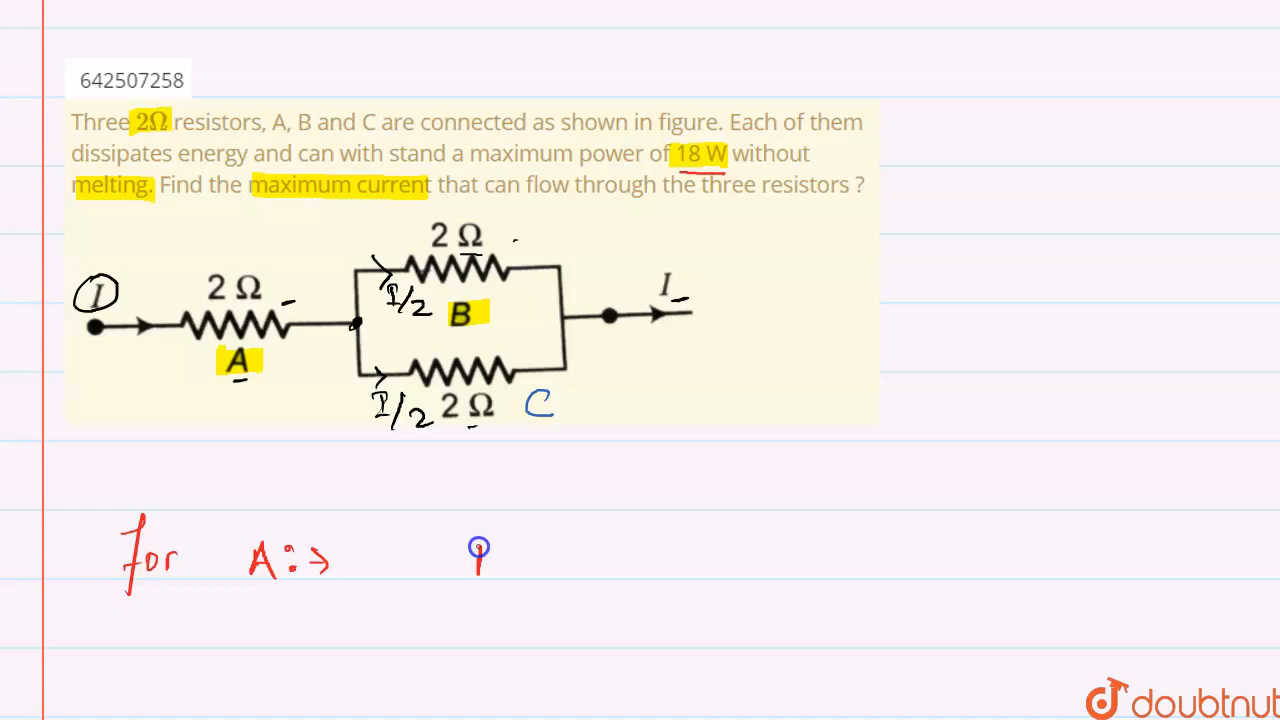 642507258
Three 2Ω resistors, A, B and C are connected as shown in figure. Each of them
dissipates energy and can with stand a maximum power of 18 W without
melting. Find the maximum current that can flow through the three resistors ?
2 Ω
I
2 Ω
I
I/2
B
A
I/2
2 Ω
C
For A:→
doubtnut